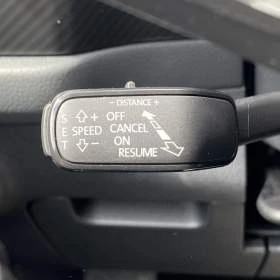 - DISTANCE +
S + OFF
E SPEED CANCEL
T - ON
RESUME